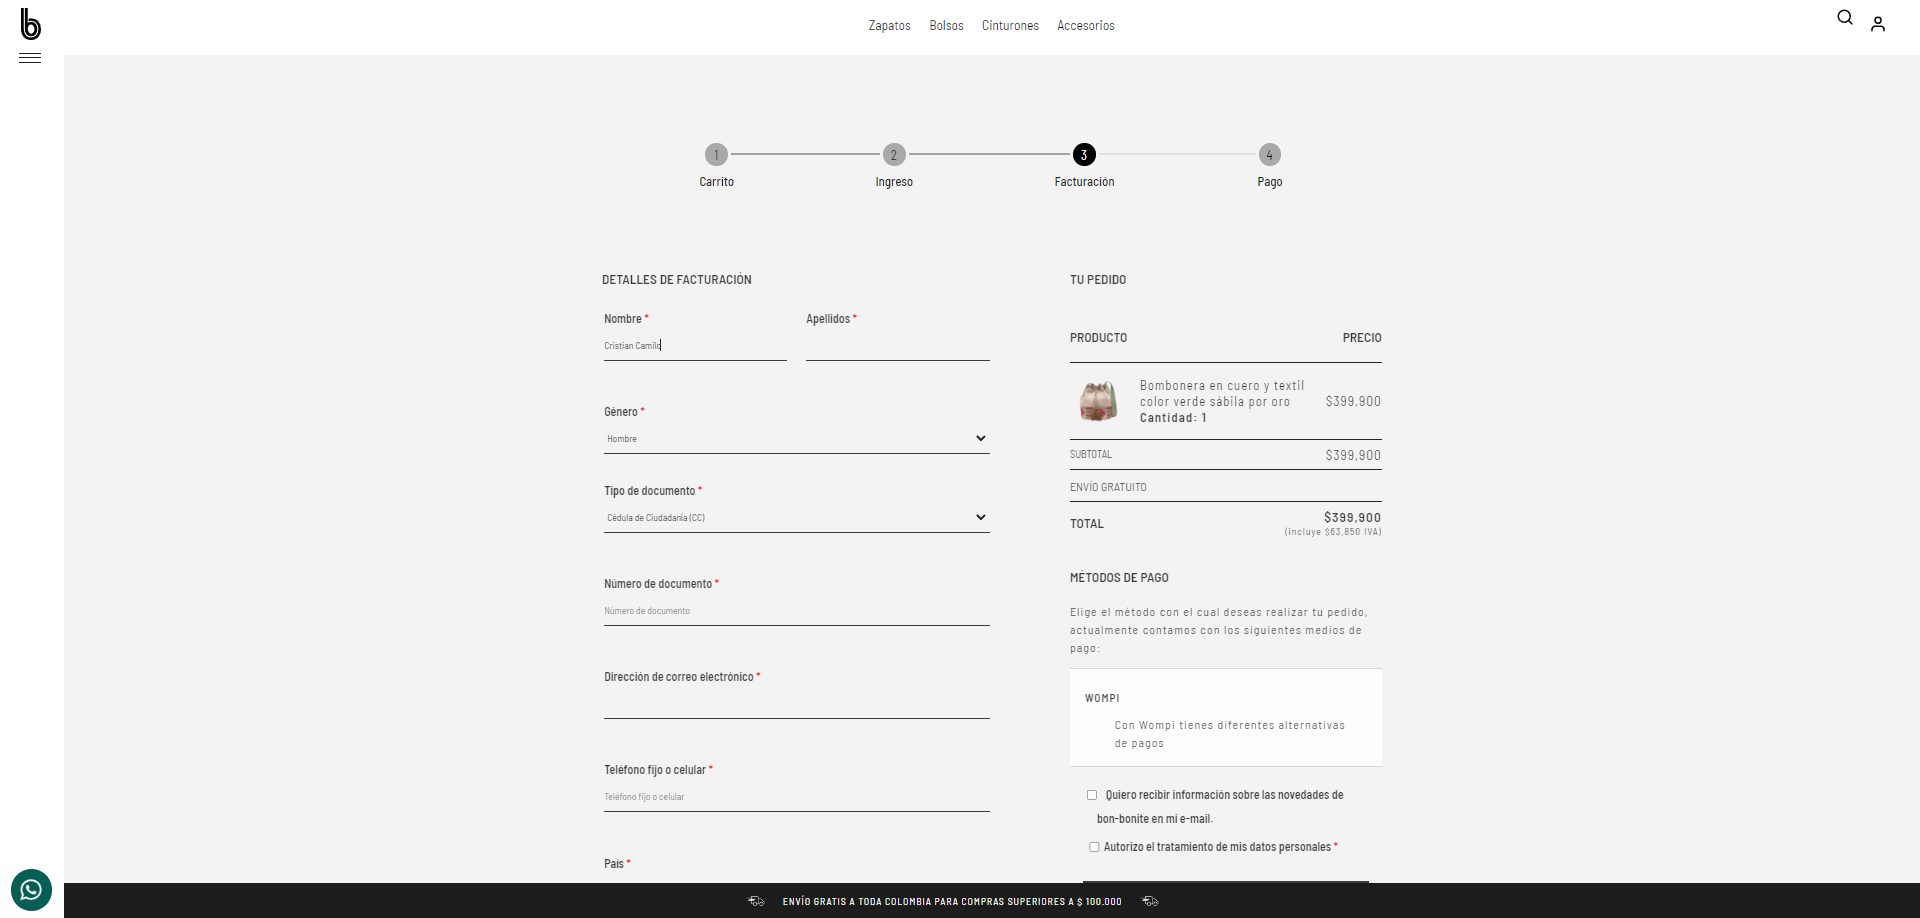 b
Zapatos Bolsos Cinturones Accesorios
1 2 3 4
Carrito Ingreso Facturación Pago
DETALLES DE FACTURACIÓN
Nombre * Apellidos *
Cristian Camilo
Género *
Hombre
Tipo de documento *
Cédula de Ciudadanía (CC)
Número de documento *
Número de documento
Dirección de correo electrónico *
Teléfono fijo o celular *
Teléfono fijo o celular
País *
TU PEDIDO
PRODUCTO PRECIO
Bombonera en cuero y textil
color verde sábila por oro $399,900
Cantidad: 1
SUBTOTAL $399,900
ENVÍO GRATUITO
TOTAL $399,900
(incluye $63,850 IVA)
MÉTODOS DE PAGO
Elige el método con el cual deseas realizar tu pedido,
actualmente contamos con los siguientes medios de
pago:
WOMPI
Con Wompi tienes diferentes alternativas
de pagos
Quiero recibir información sobre las novedades de
bon-bonite en mi e-mail.
Autorizo el tratamiento de mis datos personales *
ENVÍO GRATIS A TODA COLOMBIA PARA COMPRAS SUPERIORES A $ 100.000